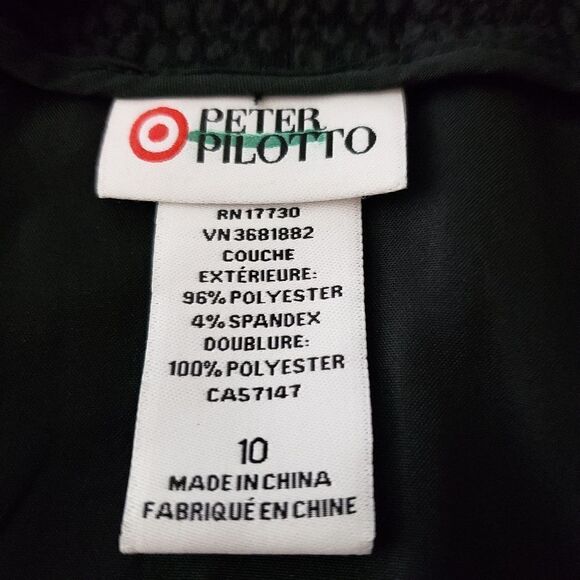 PETER
PILOTTO
RN17730
VN3681882
COUCHE
EXTÉRIEURE:
96% POLYESTER
4% SPANDEX
DOUBLURE:
100% POLYESTER
CA57147
10
MADE IN CHINA
FABRIQUÉ EN CHINE